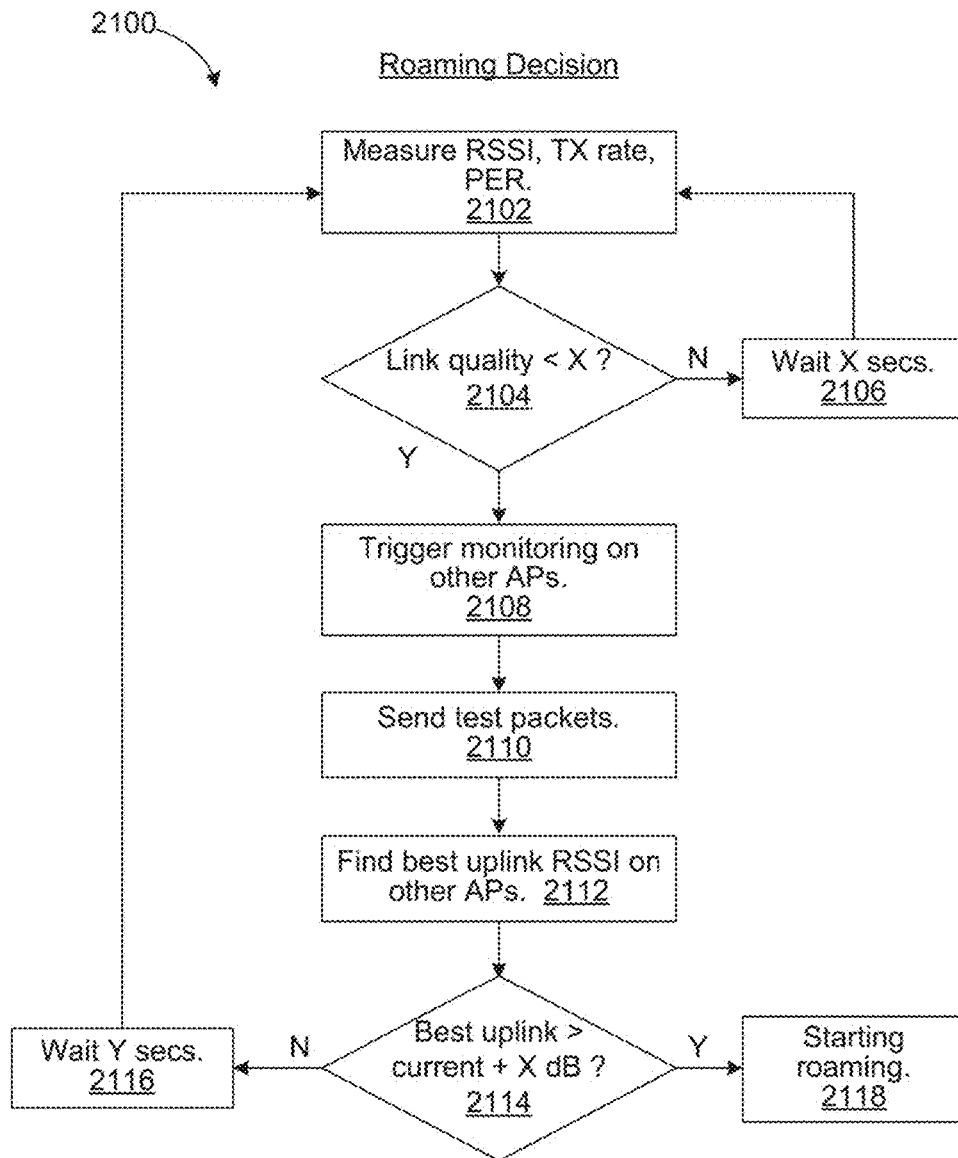 2100
Roaming Decision
Measure RSSI, TX rate,
PER.
2102
Link quality < X ?
2104
N
Wait X secs.
2106
Y
Trigger monitoring on
other APs.
2108
Send test packets.
2110
Find best uplink RSSI on
other APs. 2112
Best uplink >
current + X dB ?
2114
N
Wait Y secs.
2116
Y
Starting
roaming.
2118